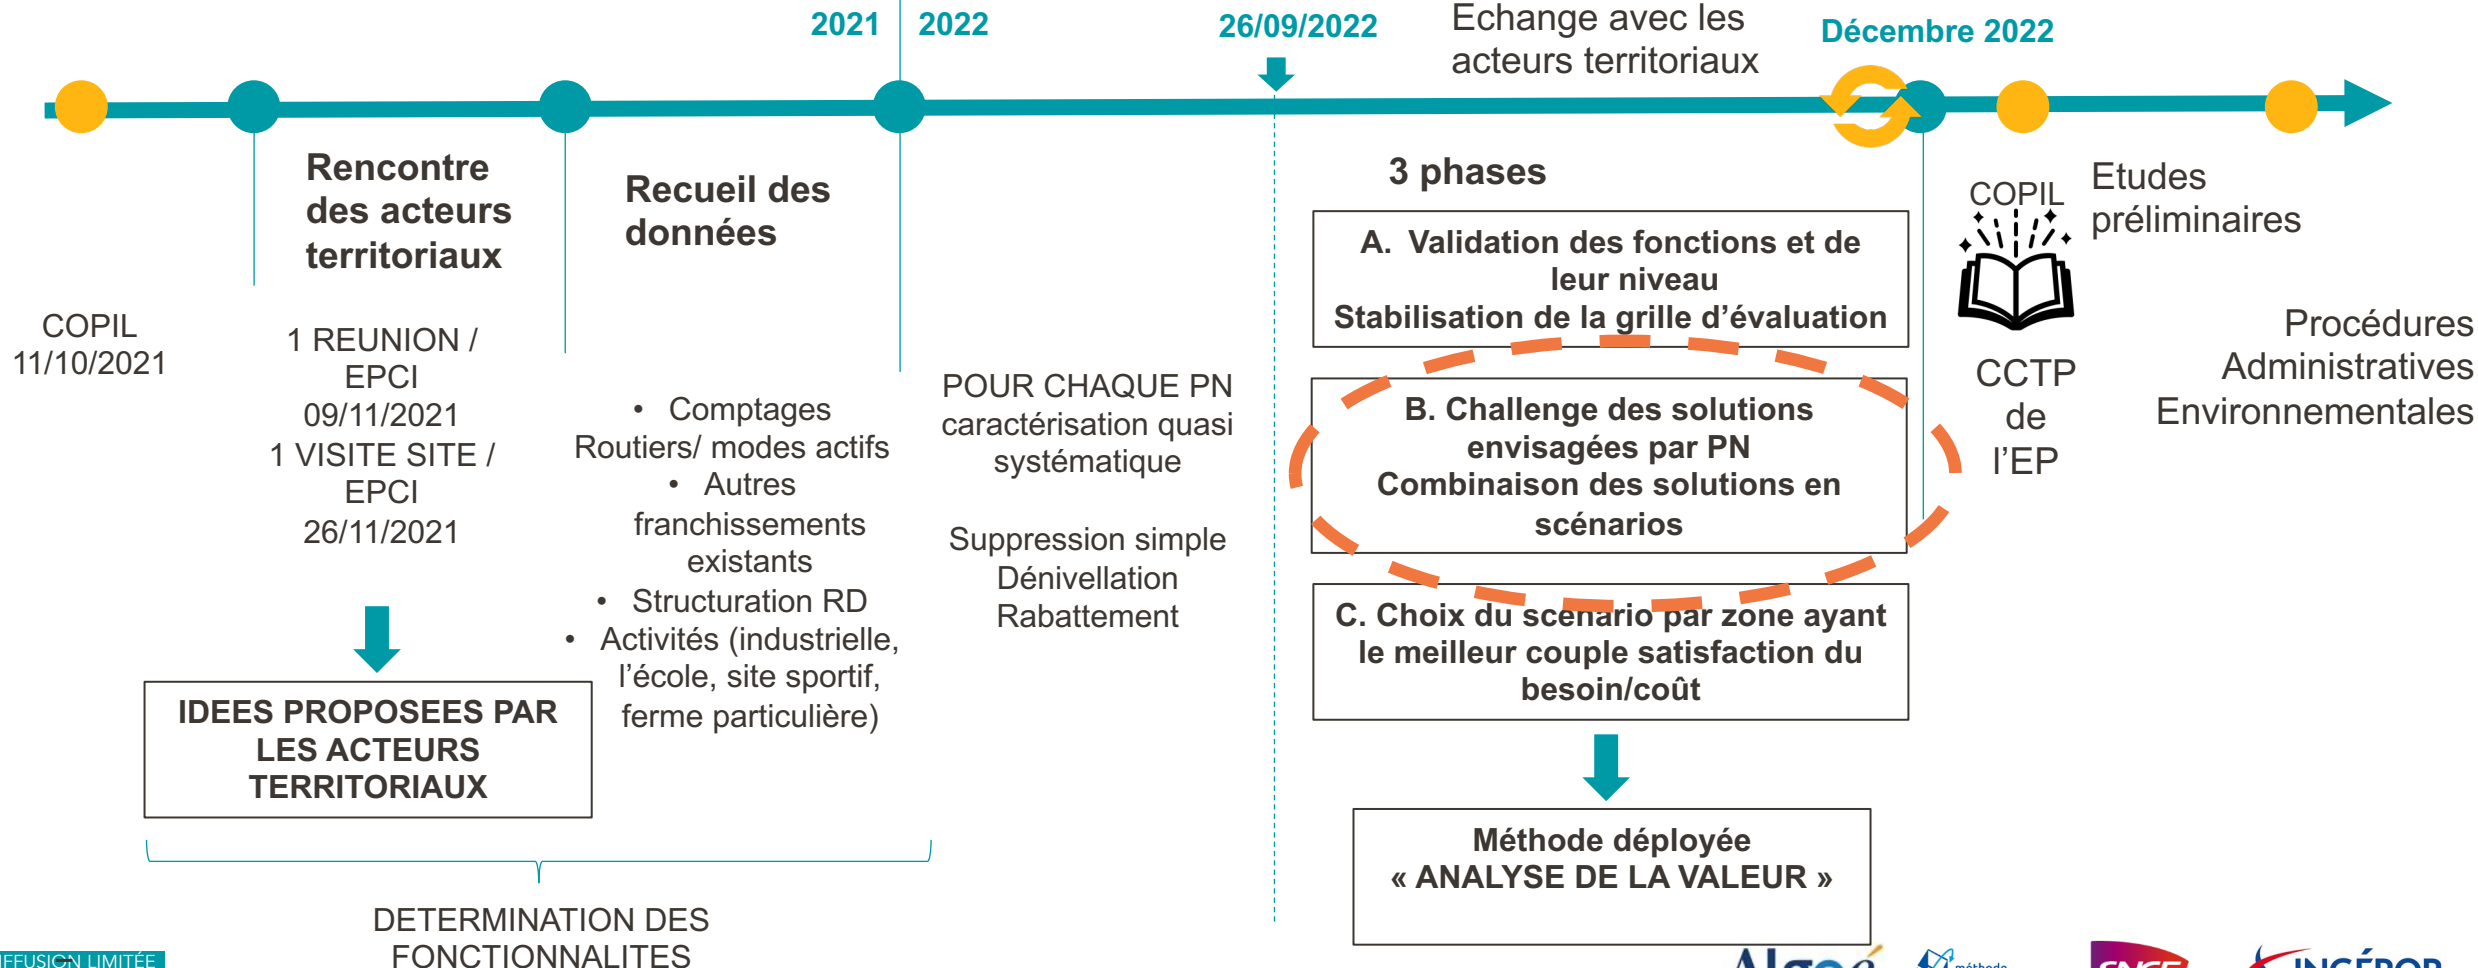 2021
2022
26/09/2022
Echange avec les
acteurs territoriaux
Décembre 2022
COPIL
11/10/2021
Rencontre
des acteurs
territoriaux
1 REUNION /
EPCI
09/11/2021
1 VISITE SITE /
EPCI
26/11/2021
IDEES PROPOSEES PAR
LES ACTEURS
TERRITORIAUX
Recueil des
données
• Comptages
Routiers/ modes actifs
• Autres
franchissements
existants
• Structuration RD
• Activités (industrielle,
l’école, site sportif,
ferme particulière)
DETERMINATION DES
FONCTIONNALITES
POUR CHAQUE PN
caractérisation quasi
systématique
Suppression simple
Dénivellation
Rabattement
3 phases
A. Validation des fonctions et de
leur niveau
Stabilisation de la grille d’évaluation
B. Challenge des solutions
envisagées par PN
Combinaison des solutions en
scénarios
C. Choix du scénario par zone ayant
le meilleur couple satisfaction du
besoin/coût
Méthode déployée
« ANALYSE DE LA VALEUR »
COPIL
CCTP
de
l’EP
Etudes
préliminaires
Procédures
Administratives
Environnementales
IFFUSION LIMITÉE
Algoé
méthode
SNCF
INGÉROP